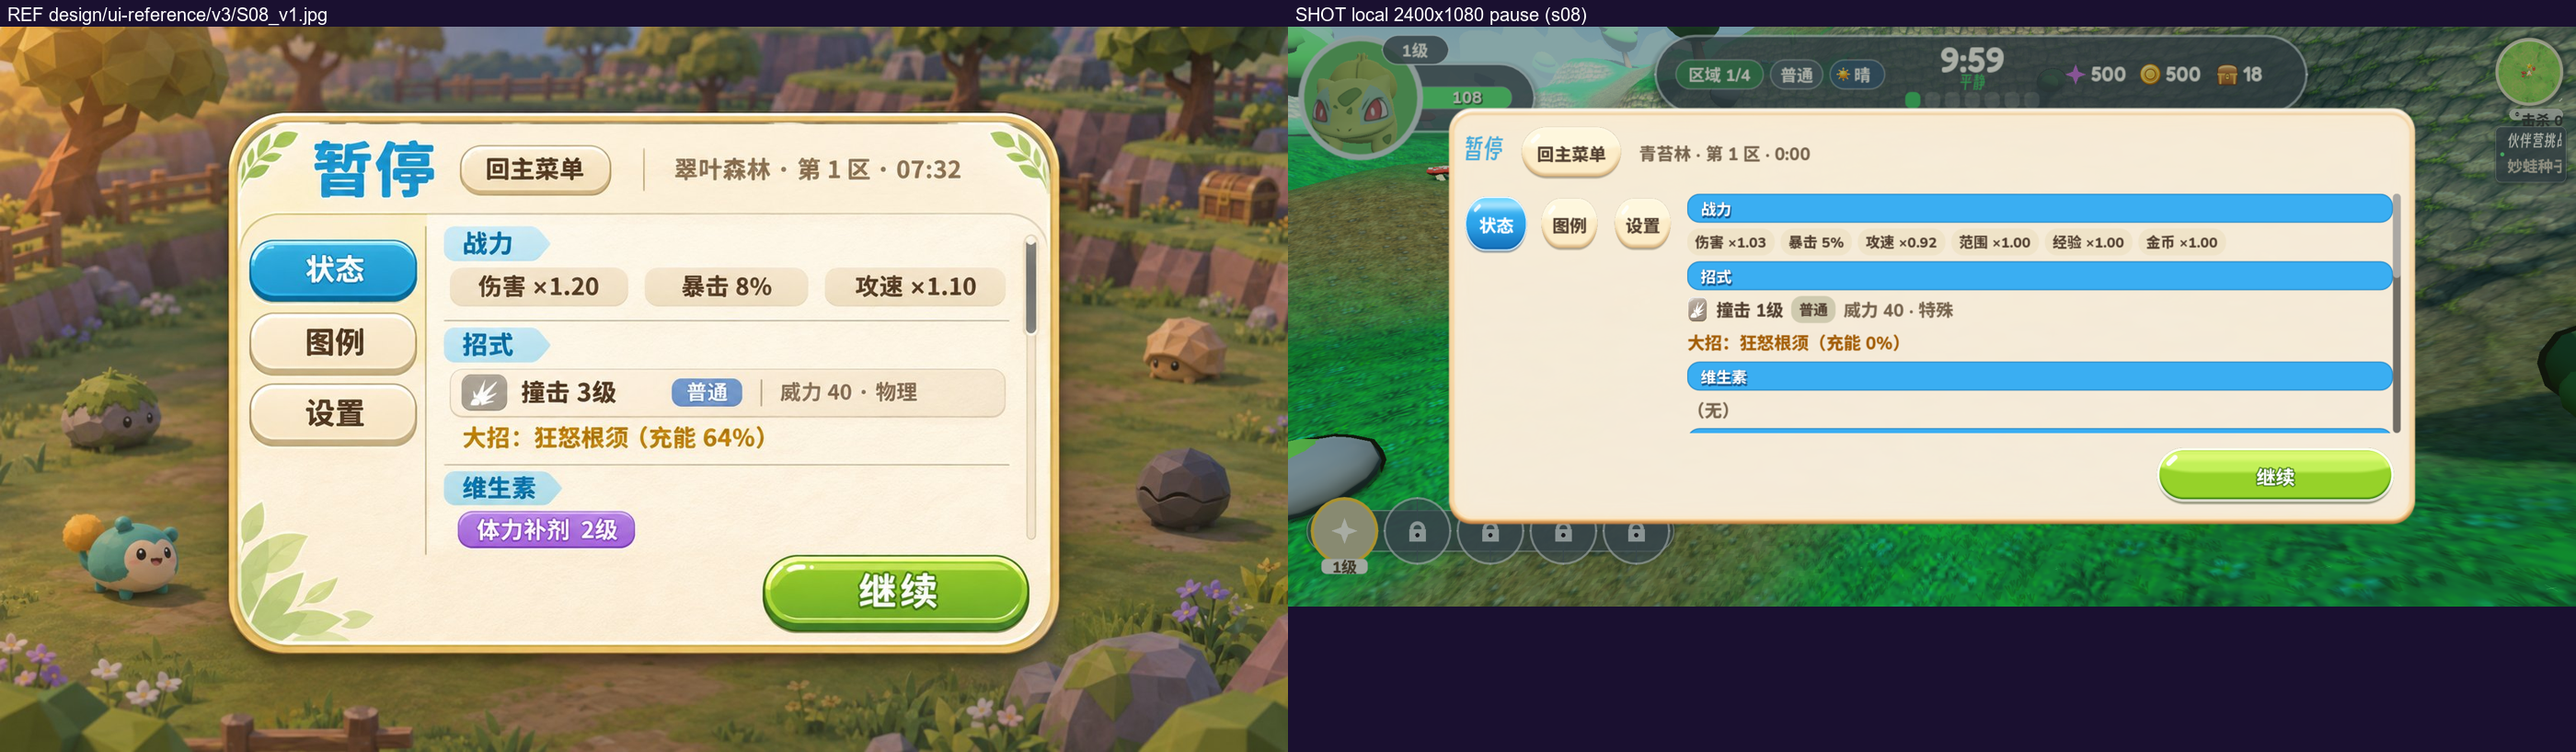 REF design/ui-reference/v3/S08_v1.jpg
暂停
回主菜单
翠叶森林 · 第 1 区 · 07:32
状态
图例
设置
战力
伤害 ×1.20
暴击 8%
攻速 ×1.10
招式
撞击 3级
普通
威力 40 · 物理
大招：狂怒根须（充能 64%）
维生素
体力补剂 2级
继续
SHOT local 2400x1080 pause (s08)
1级
108
区域 1/4
普通
晴
9:59
平静
500
500
18
击杀 0
伙伴营挑
妙蛙种子
暂停
回主菜单
青苔林 · 第 1 区 · 0:00
状态
图例
设置
战力
伤害 ×1.03
暴击 5%
攻速 ×0.92
范围 ×1.00
经验 ×1.00
金币 ×1.00
招式
撞击 1级
普通
威力 40 · 特殊
大招：狂怒根须（充能 0%）
维生素
（无）
继续
1级